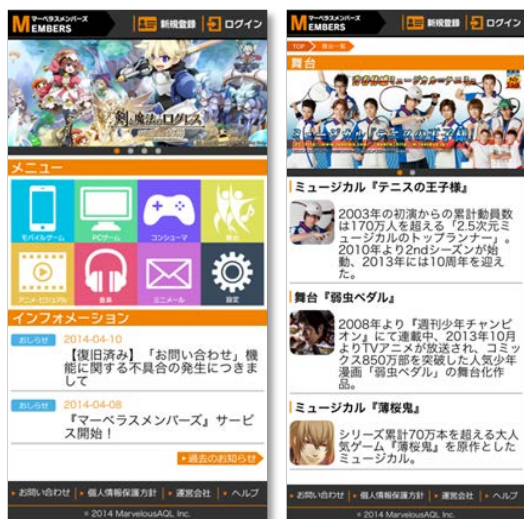 マーベラスメンバーズ
MEMBERS
新規登録
ログイン
剣と魔法のログレス
メニュー
モバイルゲーム
PCゲーム
コンシューマ
舞台
アニメ・ビジュアル
音楽
ミニメール
設定
インフォメーション
おしらせ 2014-04-10
【復旧済み】「お問い合わせ」機
能に関する不具合の発生につきま
して
おしらせ 2014-04-08
『マーベラスメンバーズ』サービ
ス開始!
過去のお知らせ
お問い合わせ 個人情報保護方針 運営会社 ヘルプ
© 2014 MarvelousAQL Inc.
マーベラスメンバーズ
MEMBERS
新規登録
ログイン
TOP 舞台一覧
舞台
ミュージカル『テニスの王子様』
ミュージカル『テニスの王子様』
2003年の初演からの累計動員数
は170万人を超える「2.5次元ミ
ュージカルのトップランナー」。
2010年より2ndシーズンが始
動、2013年には10周年を迎え
た。
舞台『弱虫ペダル』
2008年より『週刊少年チャンピ
オン』にて連載中、2013年10月
よりTVアニメが放送され、コミッ
クス850万部を突破した人気少年
漫画「弱虫ペダル」の舞台化作
品。
ミュージカル『薄桜鬼』
シリーズ累計70万本を超える大人
気ゲーム『薄桜鬼』を原作とした
ミュージカル。
お問い合わせ 個人情報保護方針 運営会社 ヘルプ
© 2014 MarvelousAQL Inc.